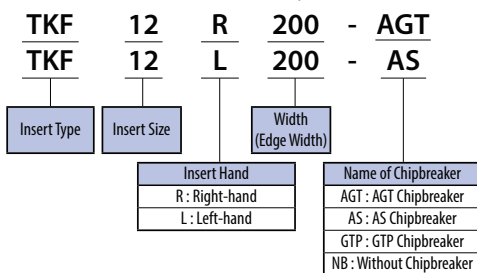 TKF 12 R 200 - AGT
TKF 12 L 200 - AS
Insert Type
Insert Size
Width
(Edge Width)
Insert Hand
R : Right-hand
L : Left-hand
Name of Chipbreaker
AGT : AGT Chipbreaker
AS : AS Chipbreaker
GTP : GTP Chipbreaker
NB : Without Chipbreaker